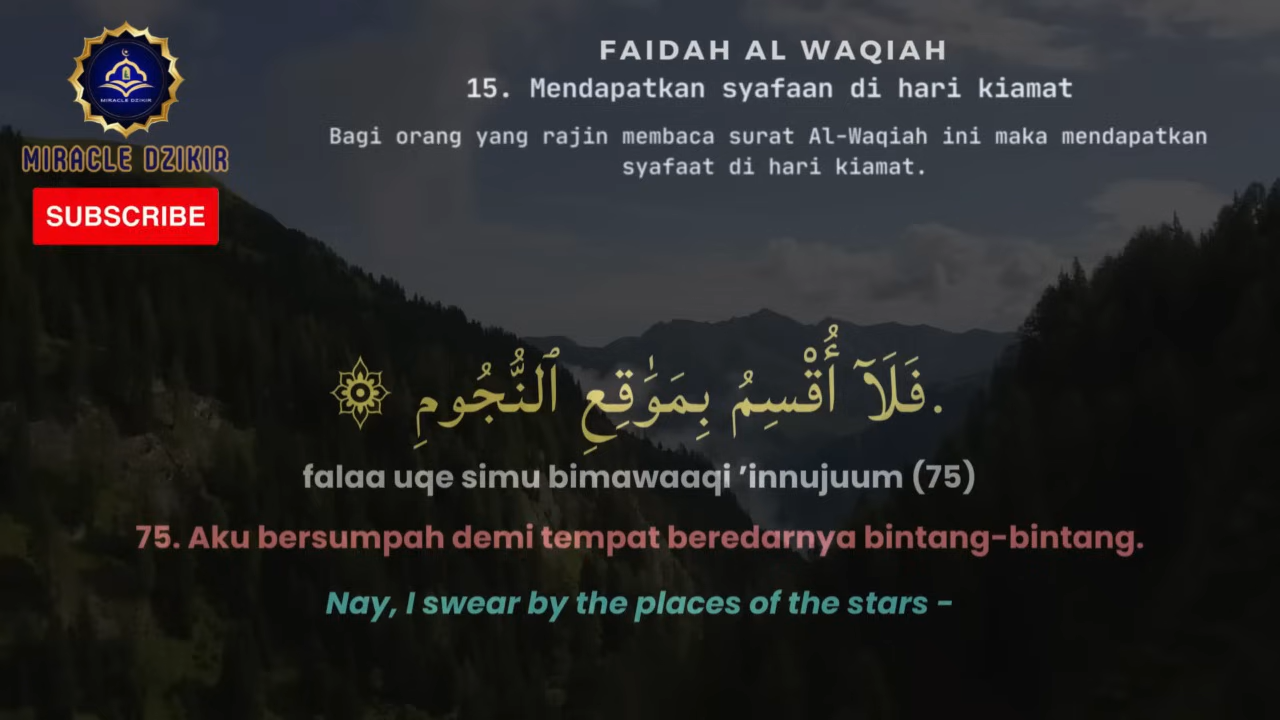 FAIDAH AL WAQIAH
15. Mendapatkan syafaan di hari kiamat
Bagi orang yang rajin membaca surat Al-Waqiah ini maka mendapatkan
syafaat di hari kiamat.
MIRACLE DZIKIR
MIRACLE DZIKIR
SUBSCRIBE
فَلَآ أُقْسِمُ بِمَوَٰقِعِ ٱلنُّجُومِ ۞.
falaa uqe simu bimawaaqi ’innujuum (75)
75. Aku bersumpah demi tempat beredarnya bintang-bintang.
Nay, I swear by the places of the stars -